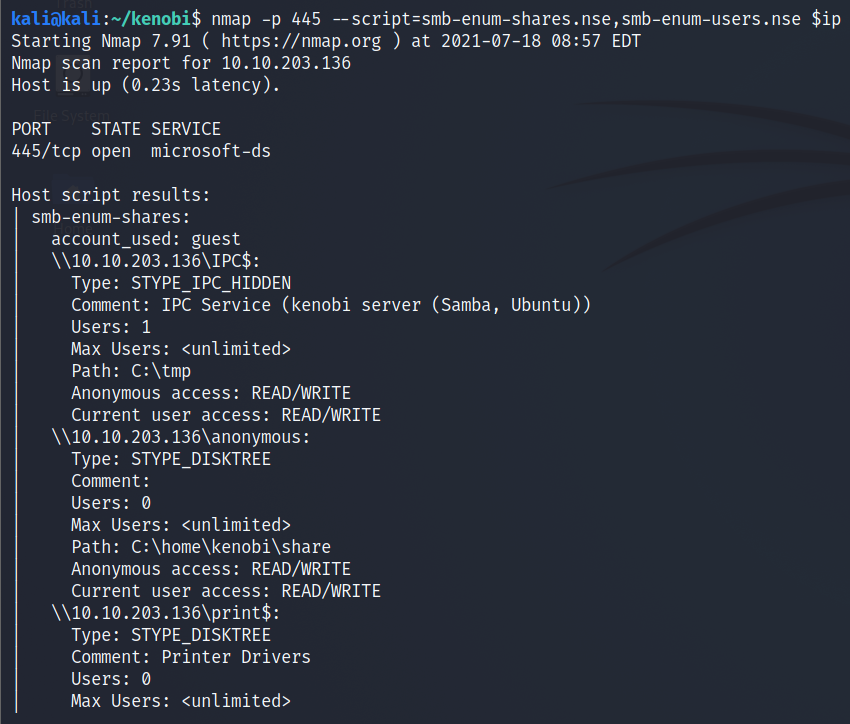 kali@kali:~/kenobi$ nmap -p 445 --script=smb-enum-shares.nse,smb-enum-users.nse $ip
Starting Nmap 7.91 ( https://nmap.org ) at 2021-07-18 08:57 EDT
Nmap scan report for 10.10.203.136
Host is up (0.23s latency).
File System
PORT    STATE SERVICE
445/tcp open  microsoft-ds
Host script results:
| smb-enum-shares:
|   account_used: guest
|   \\10.10.203.136\IPC$:
|     Type: STYPE_IPC_HIDDEN
|     Comment: IPC Service (kenobi server (Samba, Ubuntu))
|     Users: 1
|     Max Users: <unlimited>
|     Path: C:\tmp
|     Anonymous access: READ/WRITE
|     Current user access: READ/WRITE
|   \\10.10.203.136\anonymous:
|     Type: STYPE_DISKTREE
|     Comment:
|     Users: 0
|     Max Users: <unlimited>
|     Path: C:\home\kenobi\share
|     Anonymous access: READ/WRITE
|     Current user access: READ/WRITE
|   \\10.10.203.136\print$:
|     Type: STYPE_DISKTREE
|     Comment: Printer Drivers
|     Users: 0
|     Max Users: <unlimited>